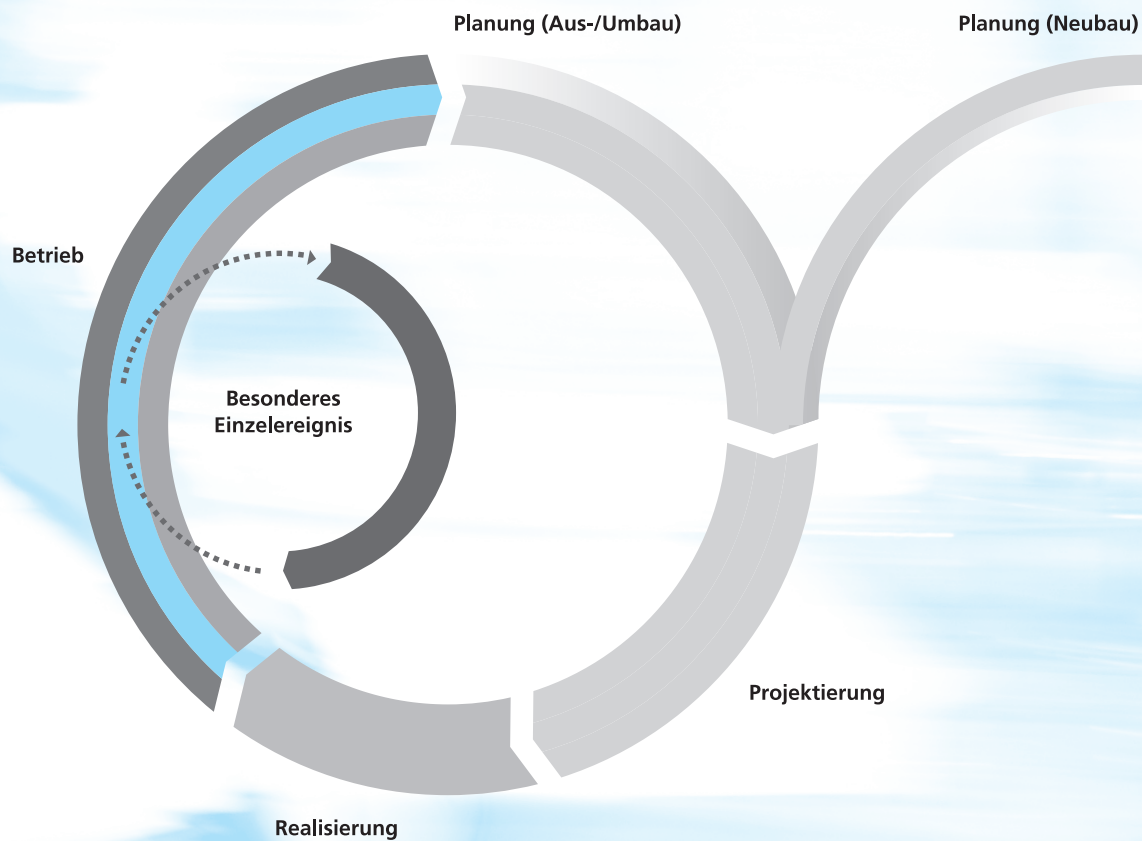 Planung (Aus-/Umbau)
Planung (Neubau)
Betrieb
Besonderes
Einzelereignis
Projektierung
Realisierung